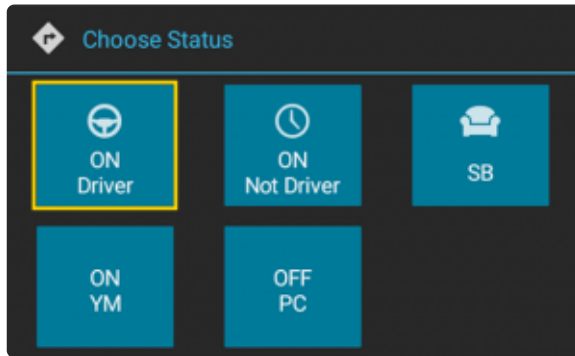 Choose Status
ON
Driver
ON
Not Driver
SB
ON
YM
OFF
PC